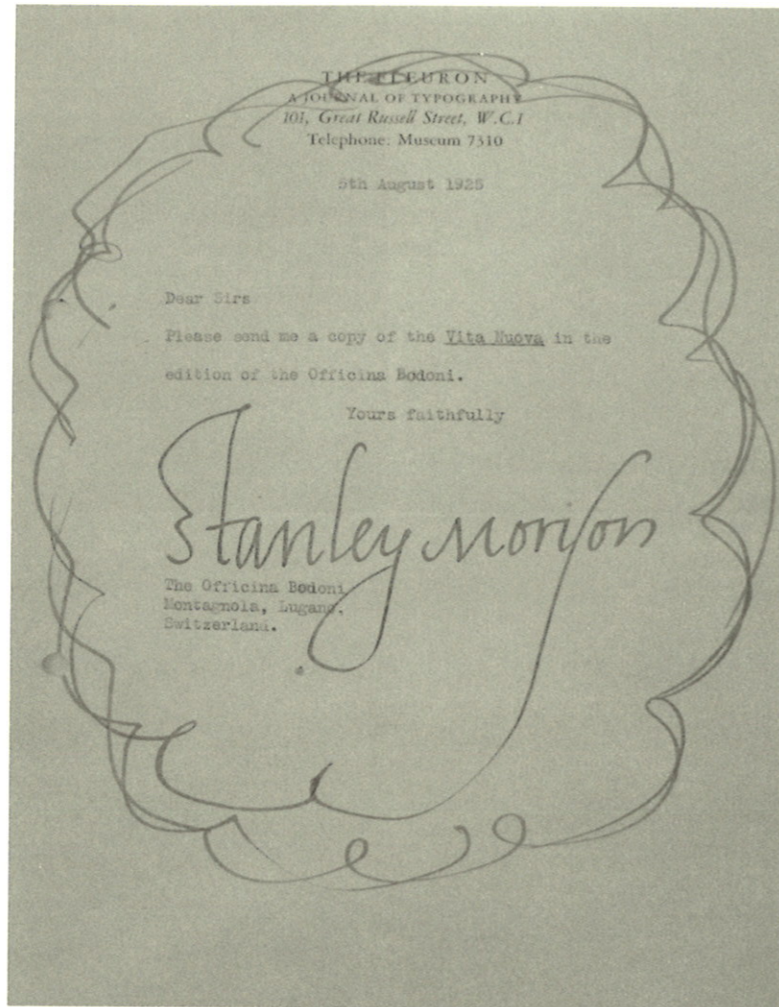 THE FLEURON
A JOURNAL OF TYPOGRAPHY
101, Great Russell Street, W.C.1
Telephone: Museum 7310
5th August 1925
Dear Sirs
Please send me a copy of the Vita Nuova in the
edition of the Officina Bodoni.
Yours faithfully
Stanley Morison
The Officina Bodoni
Montagnola, Lugano,
Switzerland.